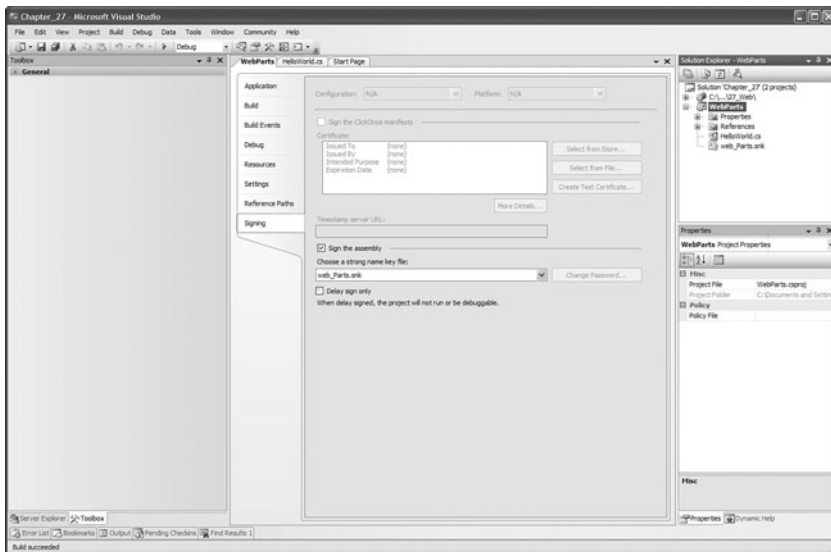 Chapter_27 - Microsoft Visual Studio
File Edit View Project Build Debug Data Tools Window Community Help
Debug
Toolbox
General
WebParts HelloWorld.cs Start Page
Application
Build
Build Events
Debug
Resources
Settings
Reference Paths
Signing
Configuration: N/A Platform: N/A
Sign the ClickOnce manifests
Certificate:
Issued To (none)
Issued By (none)
Intended Purpose (none)
Expiration Date (none)
Select from Store...
Select from File...
Create Test Certificate...
More Details...
Timestamp server URL:
Sign the assembly
Choose a strong name key file:
web_Parts.snk Change Password...
Delay sign only
When delay signed, the project will not run or be debuggable.
Solution Explorer - WebParts
Solution 'Chapter_27' (2 projects)
C:\...\27_Web\
WebParts
Properties
References
HelloWorld.cs
web_Parts.snk
Properties
WebParts Project Properties
Misc
Project File WebParts.csproj
Project Folder C:\Documents and Settin
Policy
Policy File
Misc
Server Explorer Toolbox
Properties Dynamic Help
Error List Bookmarks Output Pending Checkins Find Results 1
Build succeeded